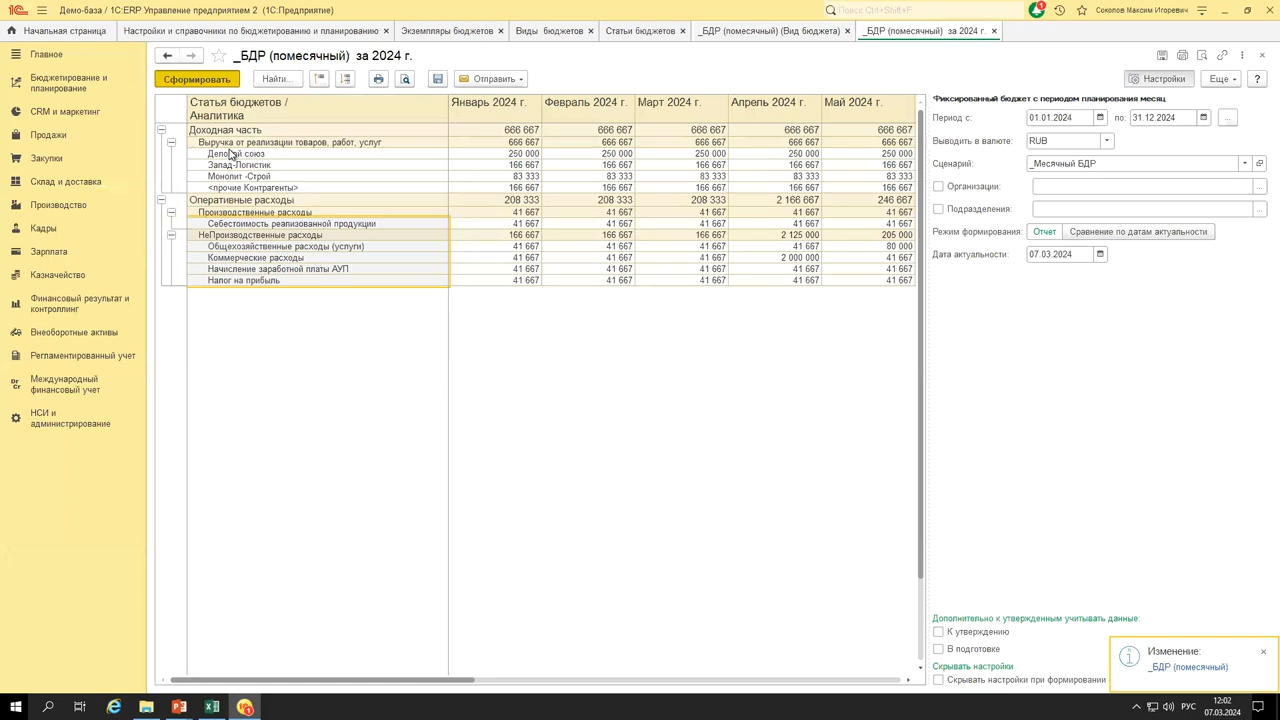 Демо-база / 1С:ERP Управление предприятием 2 (1С:Предприятие)
Поиск Ctrl+Shift+F
Соколов Максим Игоревич
Начальная страница
Настройки и справочники по бюджетированию и планированию
Экземпляры бюджетов
Виды бюджетов
Статьи бюджетов
_БДР (помесячный) (Вид бюджета)
_БДР (помесячный) за 2024 г.
Главное
Бюджетирование и
планирование
CRM и маркетинг
Продажи
Закупки
Склад и доставка
Производство
Кадры
Зарплата
Казначейство
Финансовый результат и
контроллинг
Внеоборотные активы
Регламентированный учет
Международный
финансовый учет
НСИ и
администрирование
_БДР (помесячный) за 2024 г.
Сформировать
Найти...
Отправить
Настройки
Еще
?
Статья бюджетов /
Аналитика
Январь 2024 г. Февраль 2024 г. Март 2024 г. Апрель 2024 г. Май 2024 г.
Доходная часть 666 667 666 667 666 667 666 667 666 667
Выручка от реализации товаров, работ, услуг 666 667 666 667 666 667 666 667 666 667
союз 250 000 250 000 250 000 250 000 250 000
Запад-Логистик 166 667 166 667 166 667 166 667 166 667
Монолит -Строй 83 333 83 333 83 333 83 333 83 333
<прочие Контрагенты> 166 667 166 667 166 667 166 667 166 667
Оперативные расходы 208 333 208 333 208 333 2 166 667 246 667
Производственные расходы 41 667 41 667 41 667 41 667 41 667
Себестоимость реализованной продукции 41 667 41 667 41 667 41 667 41 667
НеПроизводственные расходы 166 667 166 667 166 667 2 125 000 205 000
Общехозяйственные расходы (услуги) 41 667 41 667 41 667 41 667 80 000
Коммерческие расходы 41 667 41 667 41 667 2 000 000 41 667
Начисление заработной платы АУП 41 667 41 667 41 667 41 667 41 667
Налог на прибыль 41 667 41 667 41 667 41 667 41 667
Фиксированный бюджет с периодом планирования месяц
Период с: 01.01.2024 по: 31.12.2024 ...
Выводить в валюте: RUB
Сценарий: _Месячный БДР
Организации:
Подразделения:
Режим формирования: Отчет Сравнение по датам актуальности
Дата актуальности: 07.03.2024
Дополнительно к утвержденным учитывать данные:
К утверждению
В подготовке
Скрывать настройки
Скрывать настройки при формировании
Изменение:
_БДР (помесячный)
РУС
12:02
07.03.2024